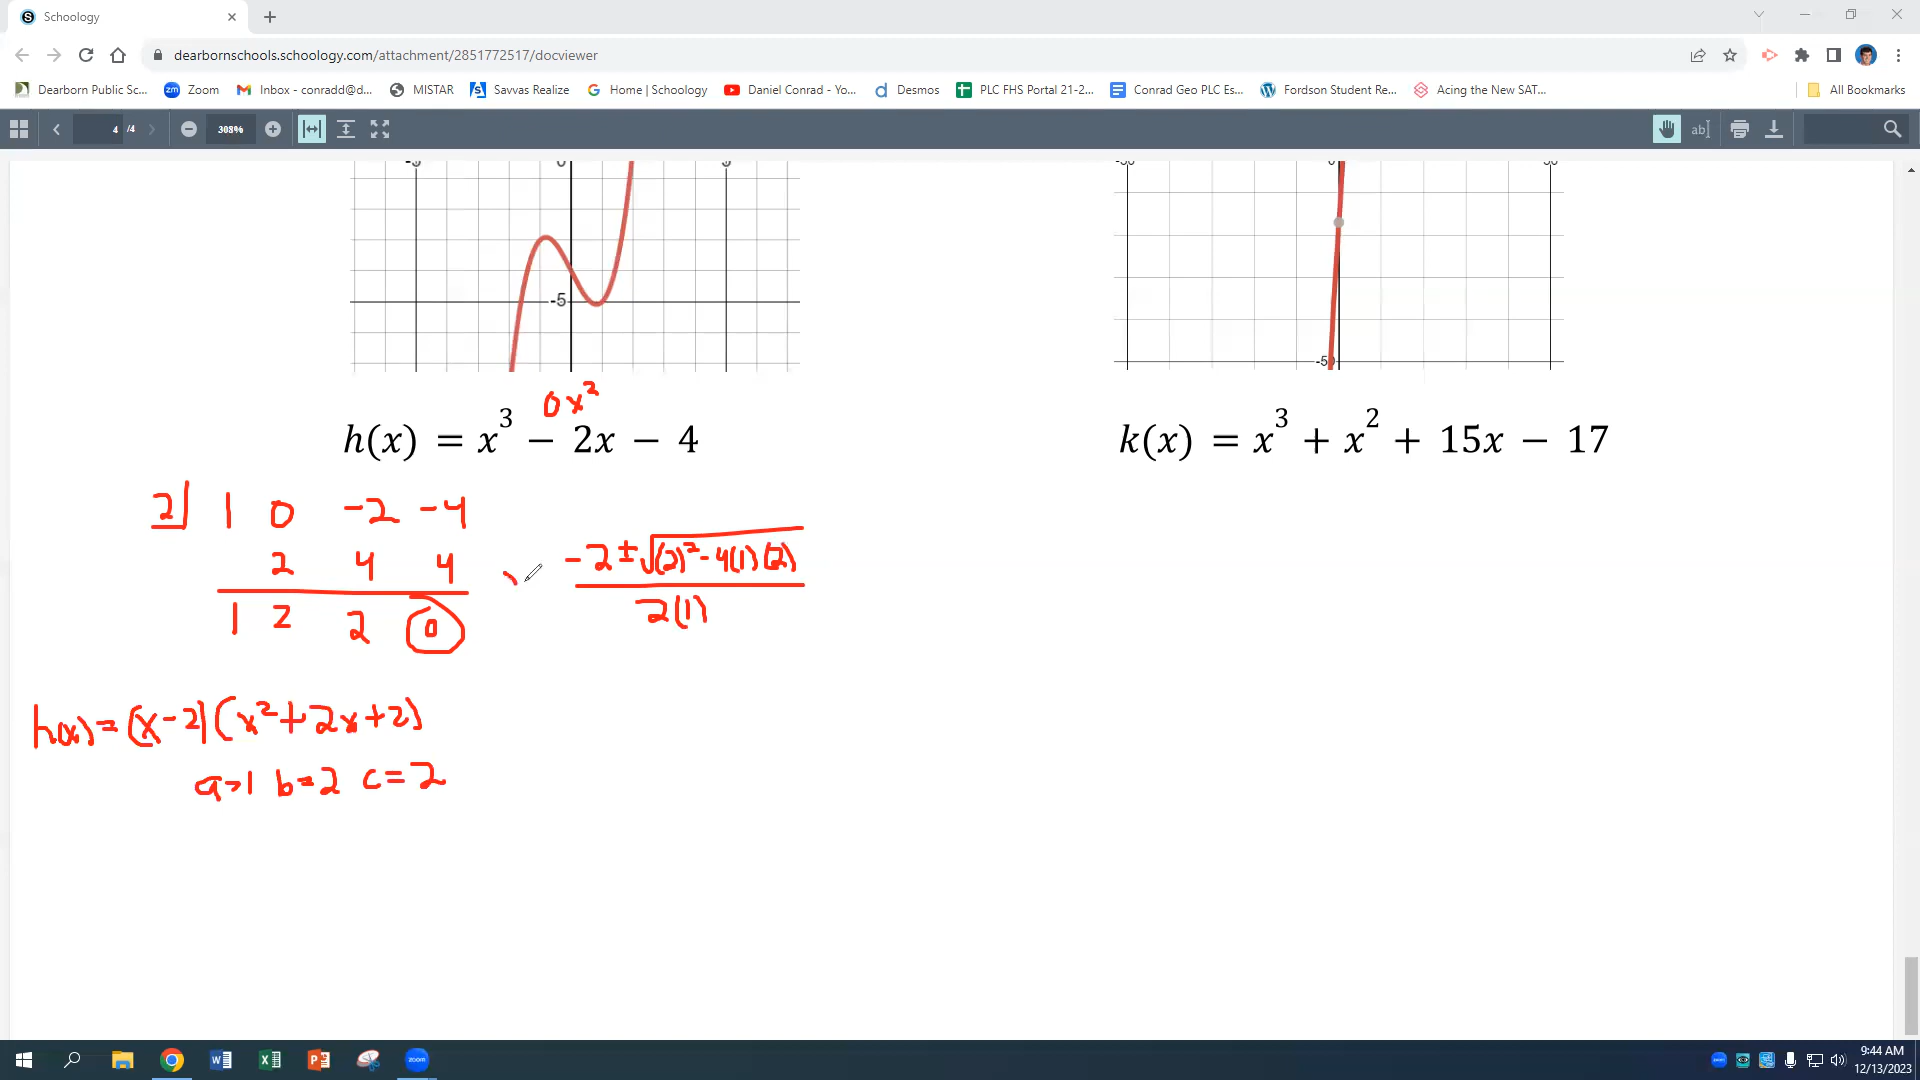 Schoology
dearbornschools.schoology.com/attachment/2851772517/docviewer
Dearborn Public Sc... Zoom Inbox - conradd@d... MISTAR Savvas Realize Home | Schoology Daniel Conrad - Yo... Desmos PLC FHS Portal 21-2... Conrad Geo PLC Es... Fordson Student Re... Acing the New SAT... All Bookmarks
4 /4 308%
0
-5
0
-50
0x²
h(x) = x³ − 2x − 4
k(x) = x³ + x² + 15x − 17
2| 1 0 -2 -4
2 4 4
1 2 2 0
-2 ± √(2)² - 4(1)(2)
2(1)
h(x) = (x-2)(x²+2x+2)
a=1 b=2 c=2
zoom
9:44 AM
12/13/2023